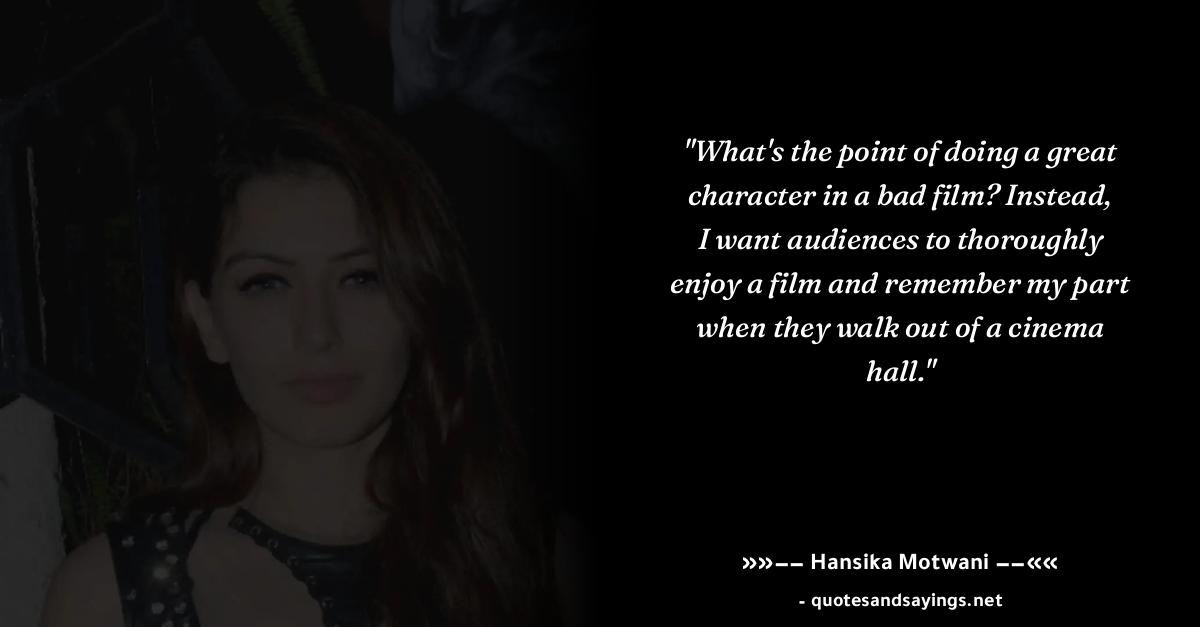 "What's the point of doing a great
character in a bad film? Instead,
I want audiences to thoroughly
enjoy a film and remember my part
when they walk out of a cinema
hall."
»»−− Hansika Motwani −−««
- quotesandsayings.net